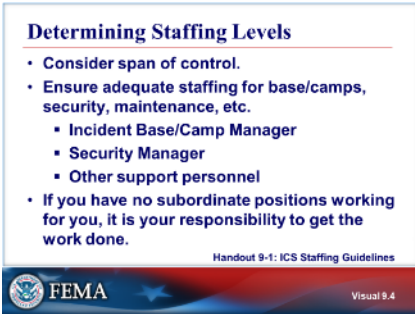 Determining Staffing Levels
• Consider span of control.
• Ensure adequate staffing for base/camps,
security, maintenance, etc.
▪ Incident Base/Camp Manager
▪ Security Manager
▪ Other support personnel
• If you have no subordinate positions working
for you, it is your responsibility to get the
work done.
Handout 9-1: ICS Staffing Guidelines
FEMA
Visual 9.4